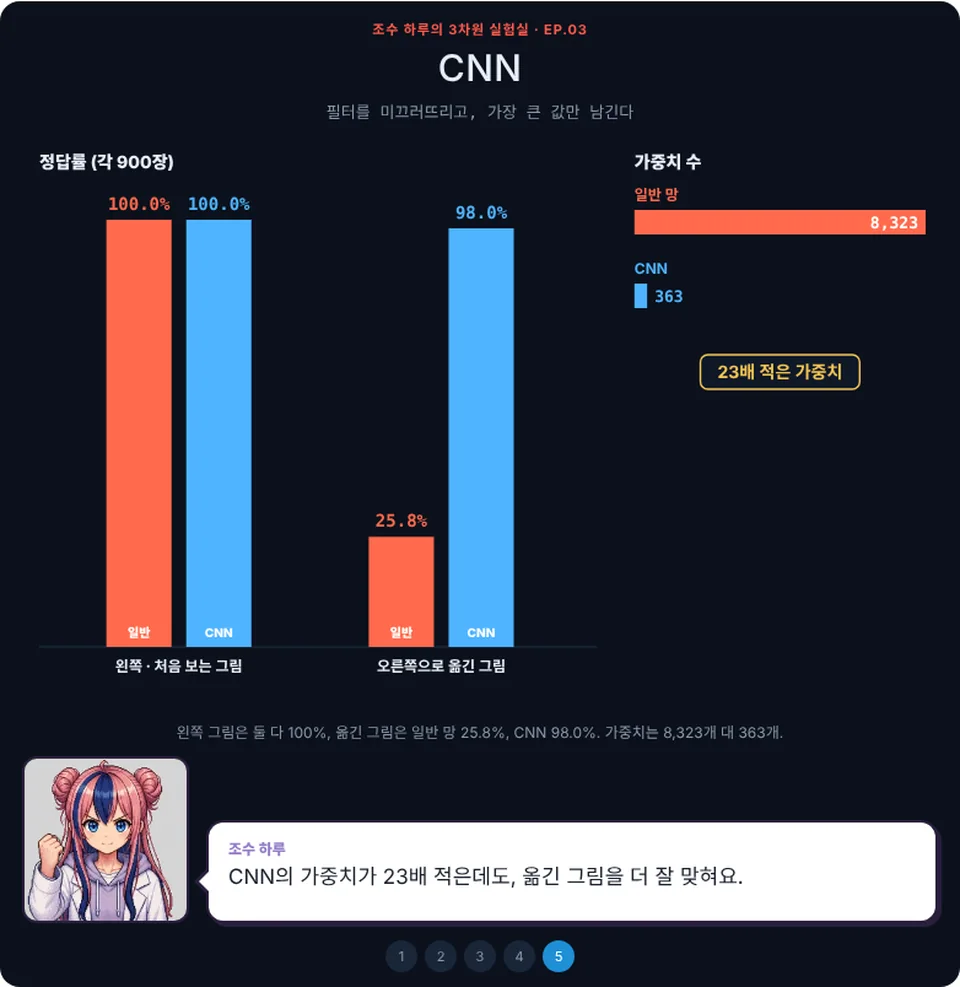 조수 하루의 3차원 실험실 · EP.03
CNN
필터를 미끄러뜨리고, 가장 큰 값만 남긴다
정답률 (각 900장)
100.0%
100.0%
98.0%
25.8%
일반
CNN
일반
CNN
왼쪽 · 처음 보는 그림
오른쪽으로 옮긴 그림
가중치 수
일반 망
8,323
CNN
363
23배 적은 가중치
왼쪽 그림은 둘 다 100%, 옮긴 그림은 일반 망 25.8%, CNN 98.0%. 가중치는 8,323개 대 363개.
조수 하루
CNN의 가중치가 23배 적은데도, 옮긴 그림을 더 잘 맞혀요.
1 2 3 4 5